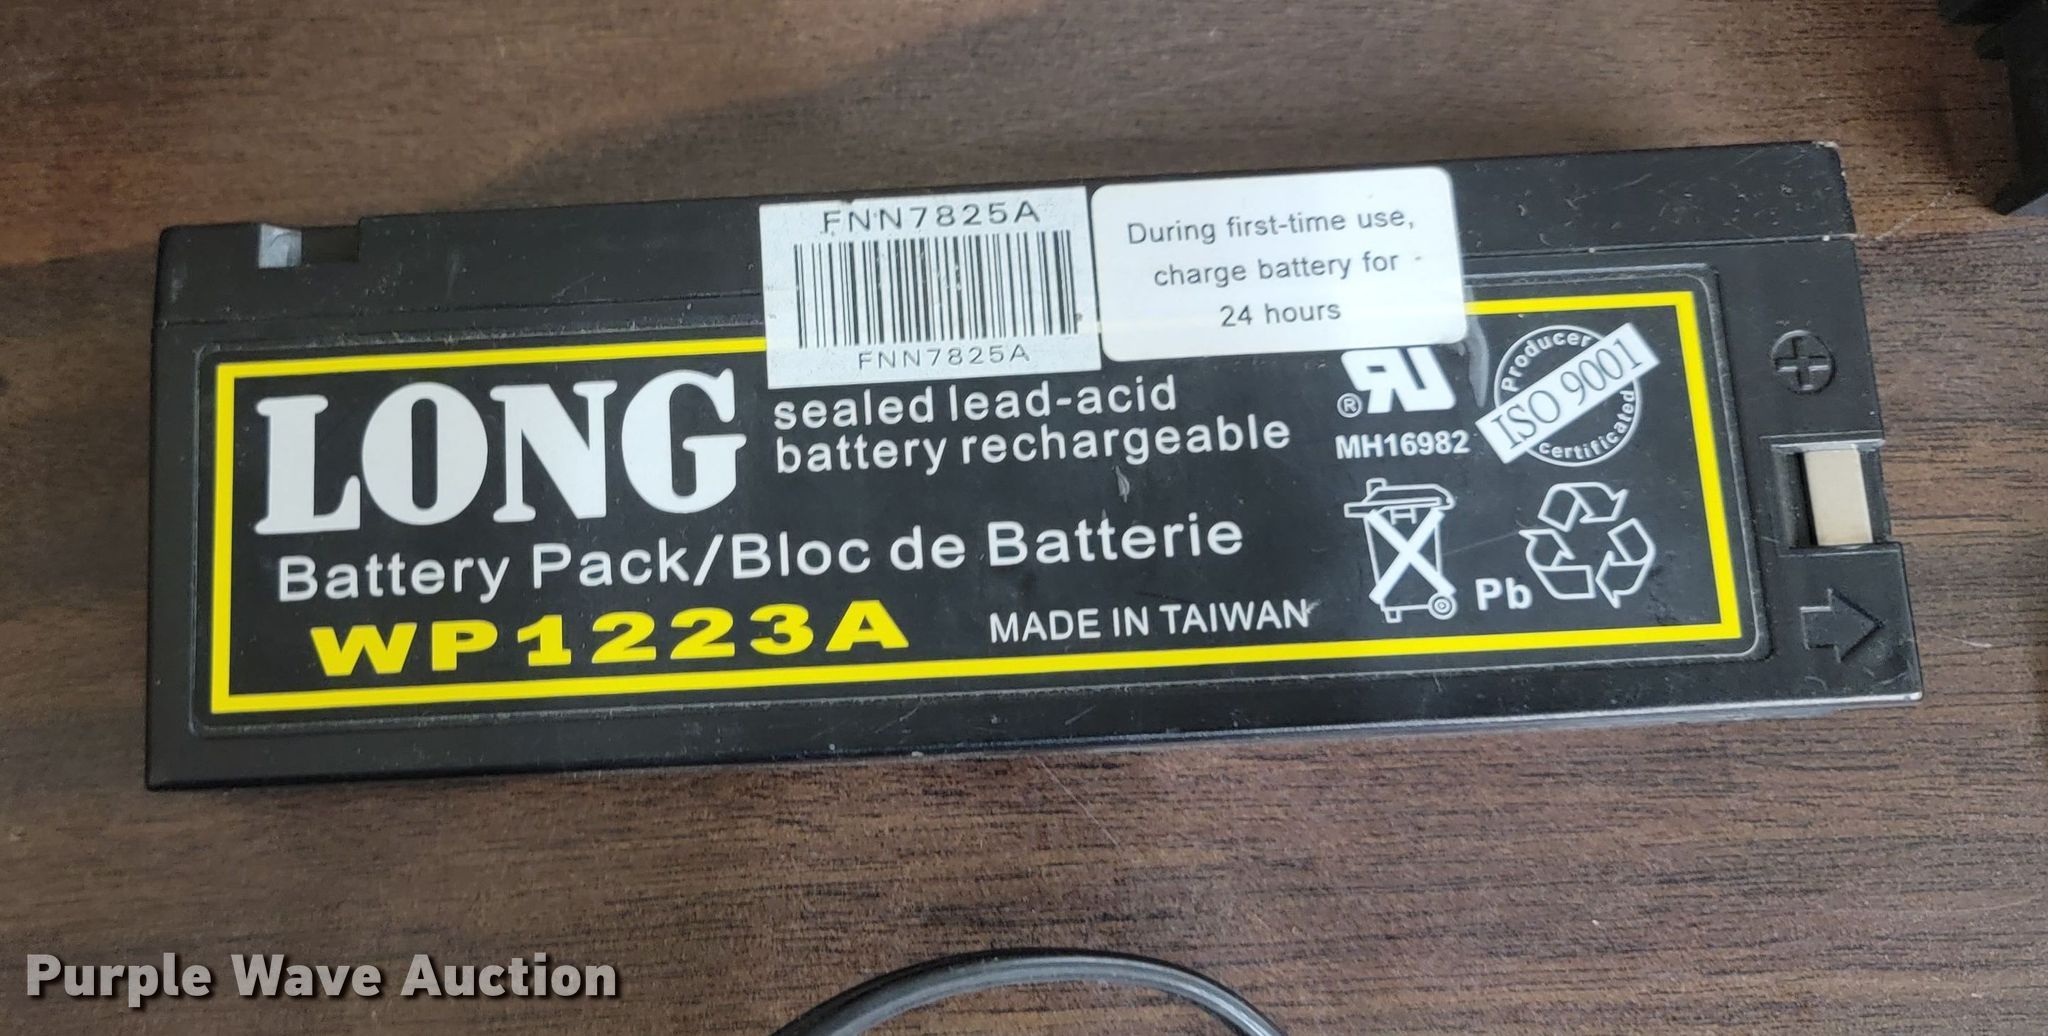 FNN7825A
FNN7825A
During first-time use,
charge battery for
24 hours
LONG
sealed lead-acid
battery rechargeable
®
MH16982
Producer
ISO 9001
Certificated
Battery Pack/Bloc de Batterie
WP1223A
MADE IN TAIWAN
Pb
Purple Wave Auction